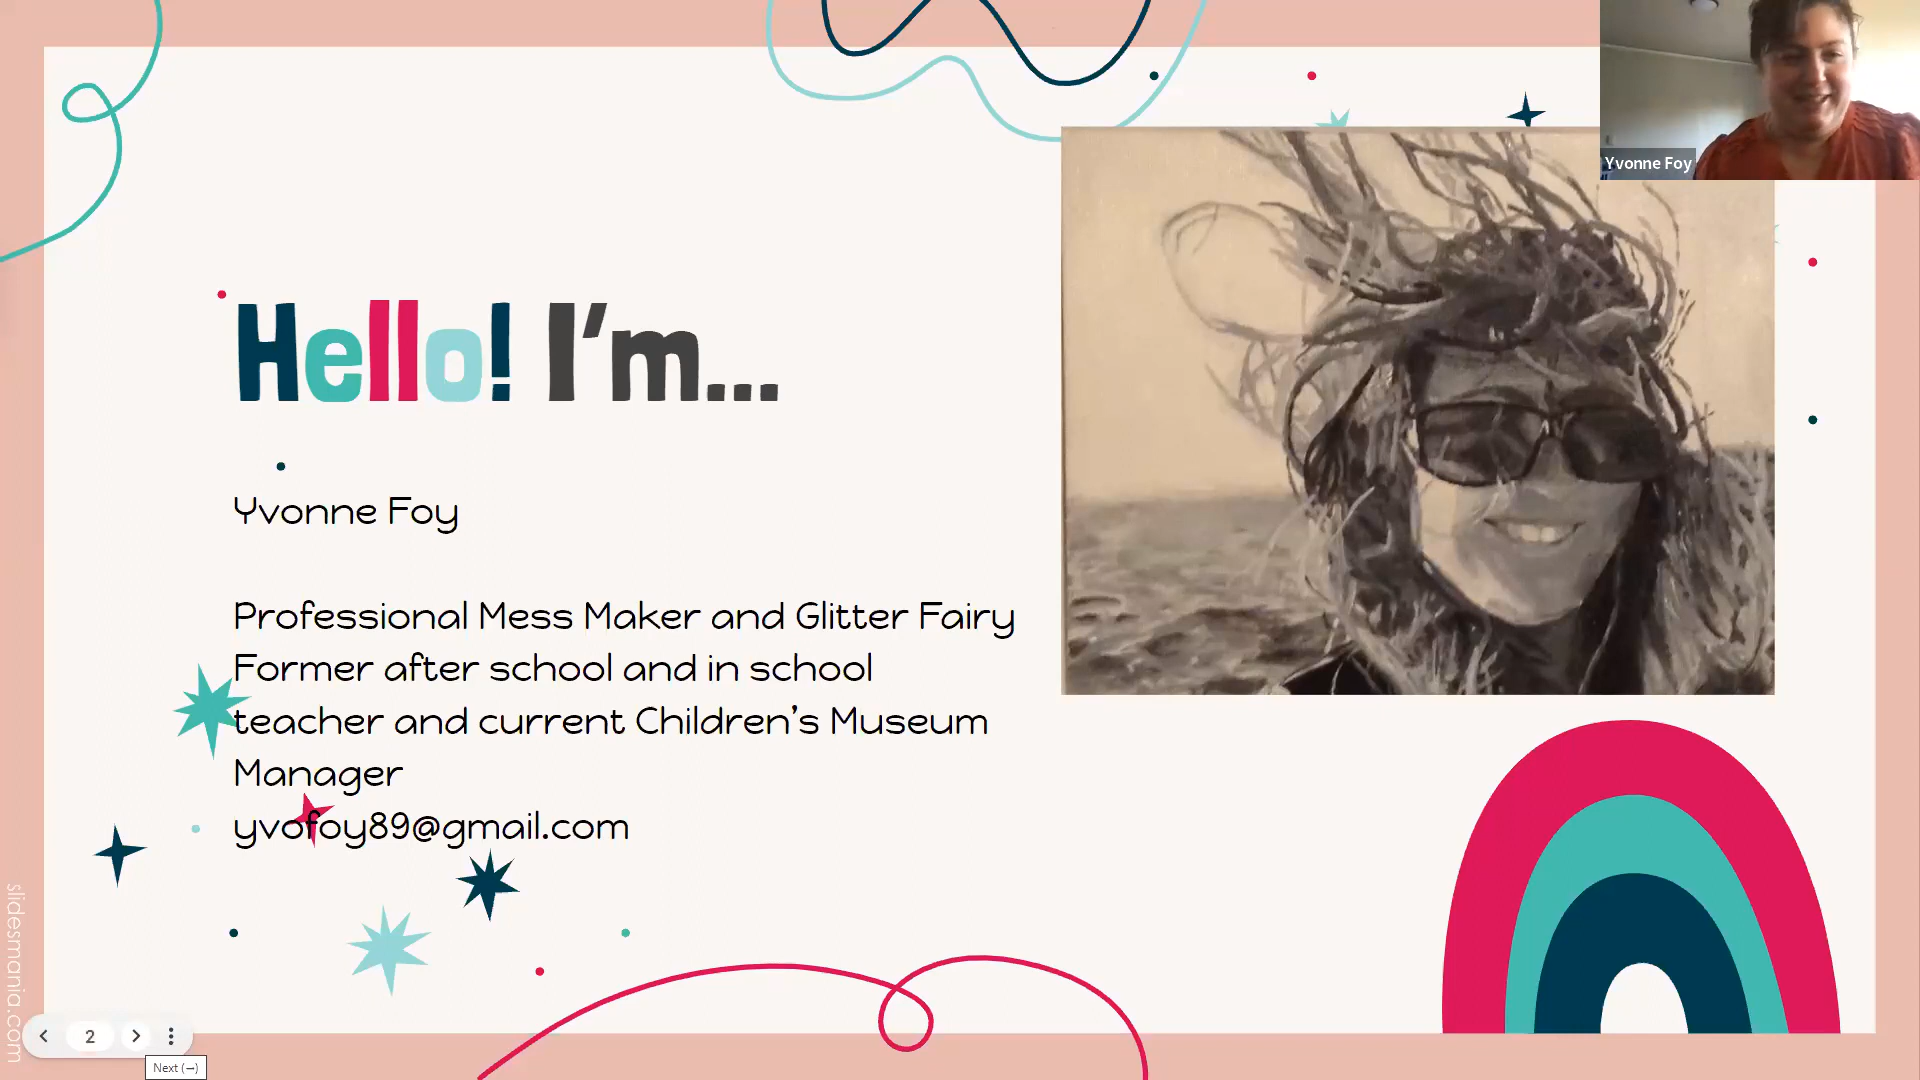 Yvonne Foy
Hello! I'm...
Yvonne Foy
Professional Mess Maker and Glitter Fairy
Former after school and in school
teacher and current Children's Museum
Manager
yvofoy89@gmail.com
slidesmania.com
2
Next (→)